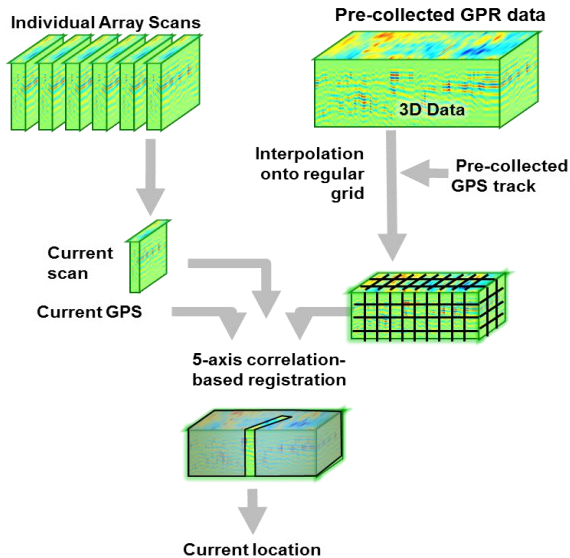 Individual Array Scans
Pre-collected GPR data
3D Data
Interpolation
onto regular
grid
Pre-collected
GPS track
Current
scan
Current GPS
5-axis correlation-
based registration
Current location